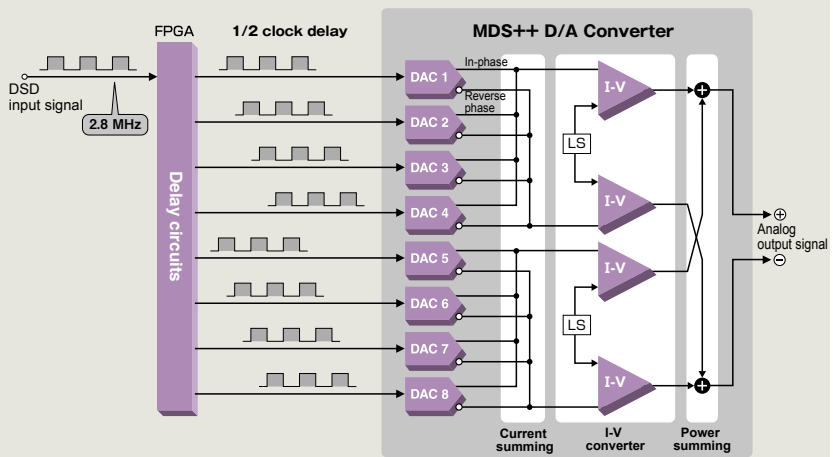 FPGA
1/2 clock delay
MDS++ D/A Converter
DSD
input signal
2.8 MHz
Delay circuits
DAC 1
DAC 2
DAC 3
DAC 4
DAC 5
DAC 6
DAC 7
DAC 8
In-phase
Reverse
phase
I-V
LS
I-V
I-V
LS
I-V
+
+
⊕
Analog
output signal
⊖
Current
summing
I-V
converter
Power
summing